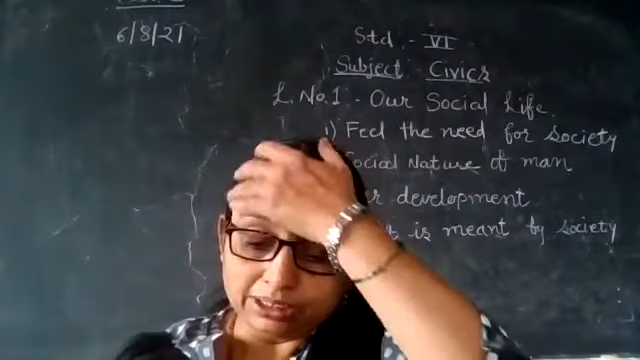 6/8/21
Std. - VI
Subject - Civics
L. No. 1 - Our Social Life.
i) Feel the need for society
Social Nature of man
development
is meant by society